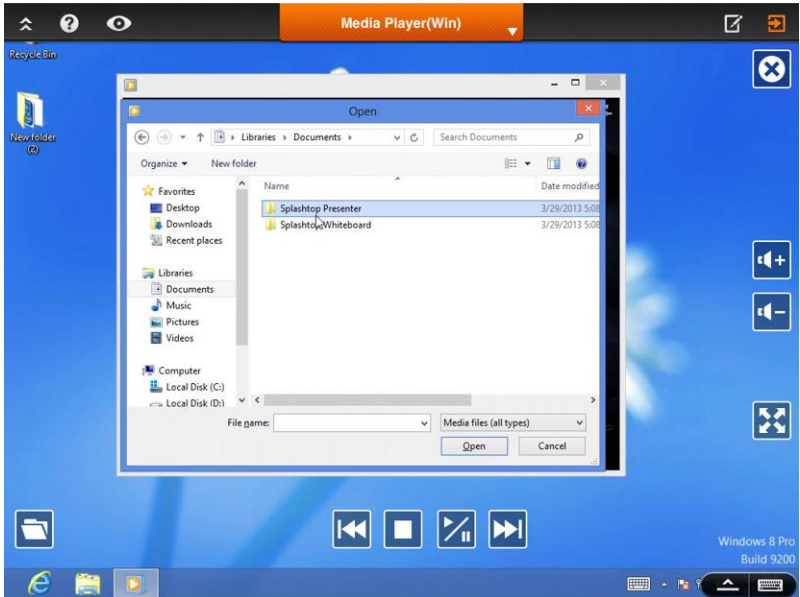 Media Player(Win)
Recycle Bin
New folder
(2)
Open
Libraries Documents
Search Documents
Organize
New folder
Name
Date modified
Favorites
Desktop
Downloads
Recent places
Splashtop Presenter
3/29/2013 5:08
Splashtop Whiteboard
3/29/2013 5:08
Libraries
Documents
Music
Pictures
Videos
Computer
Local Disk (C:)
Local Disk (D:)
File name:
Media files (all types)
Open
Cancel
Windows 8 Pro
Build 9200